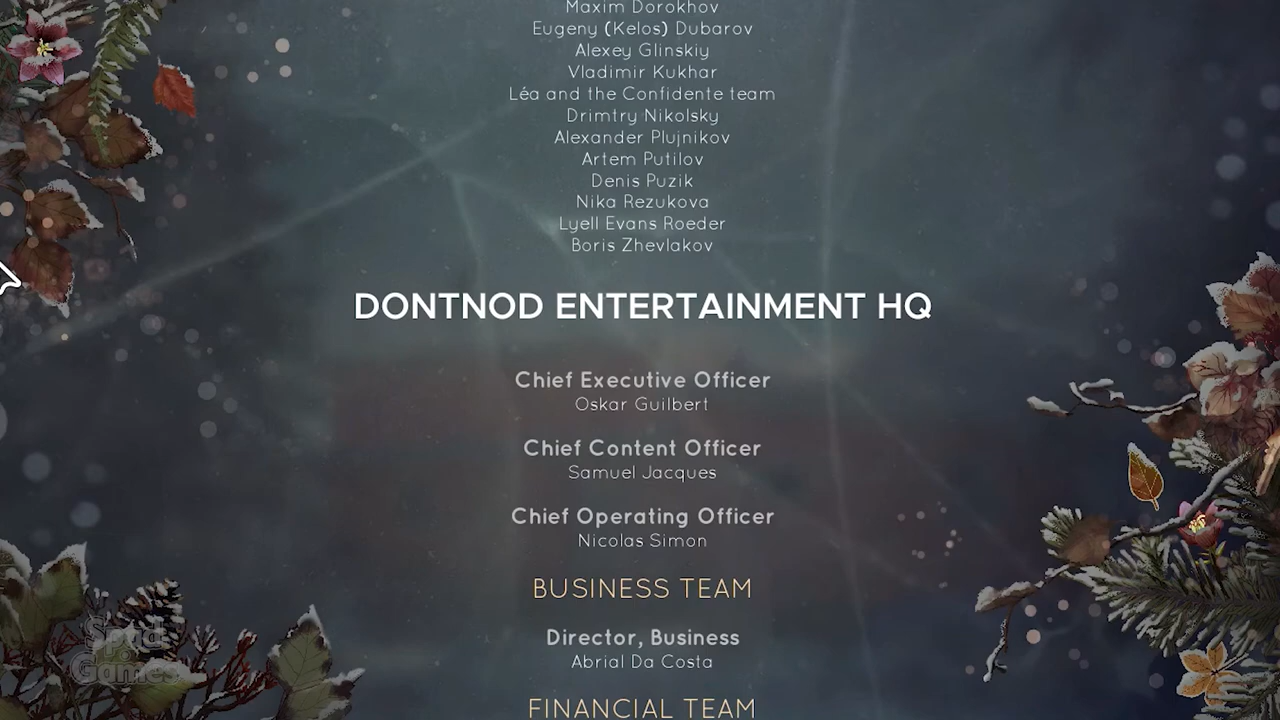 Maxim Dorokhov
Eugeny (Kelos) Dubarov
Alexey Glinskiy
Vladimir Kukhar
Léa and the Confidente team
Drimtry Nikolsky
Alexander Plujnikov
Artem Putilov
Denis Puzik
Nika Rezukova
Lyell Evans Roeder
Boris Zhevlakov
DONTNOD ENTERTAINMENT HQ
Chief Executive Officer
Oskar Guilbert
Chief Content Officer
Samuel Jacques
Chief Operating Officer
Nicolas Simon
BUSINESS TEAM
Director, Business
Abrial Da Costa
FINANCIAL TEAM
Spud
Games